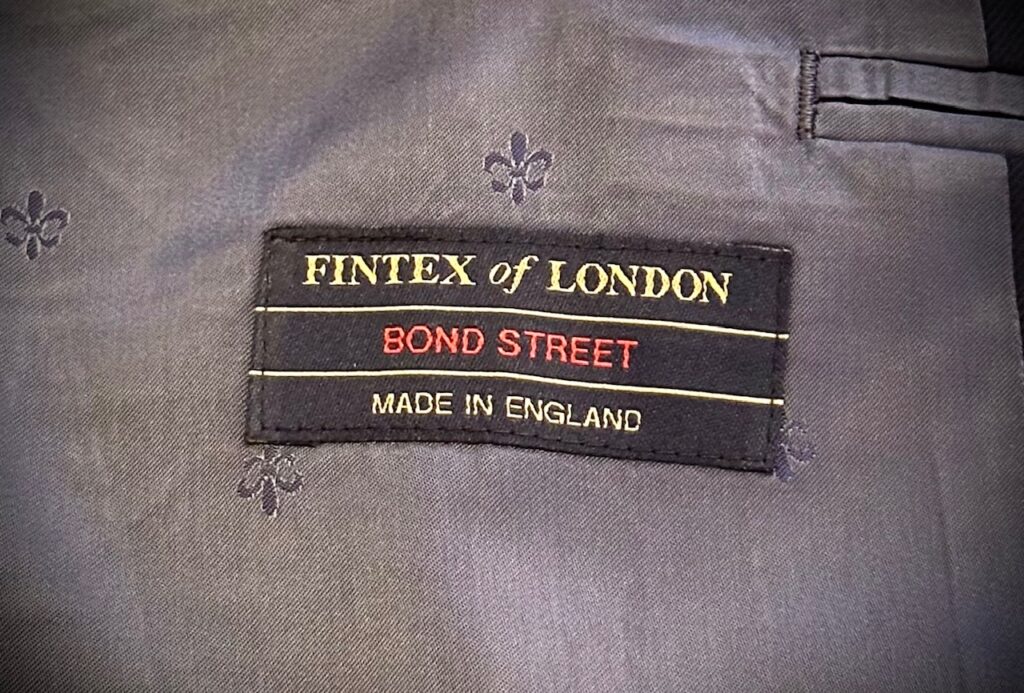 FINTEX of LONDON
BOND STREET
MADE IN ENGLAND